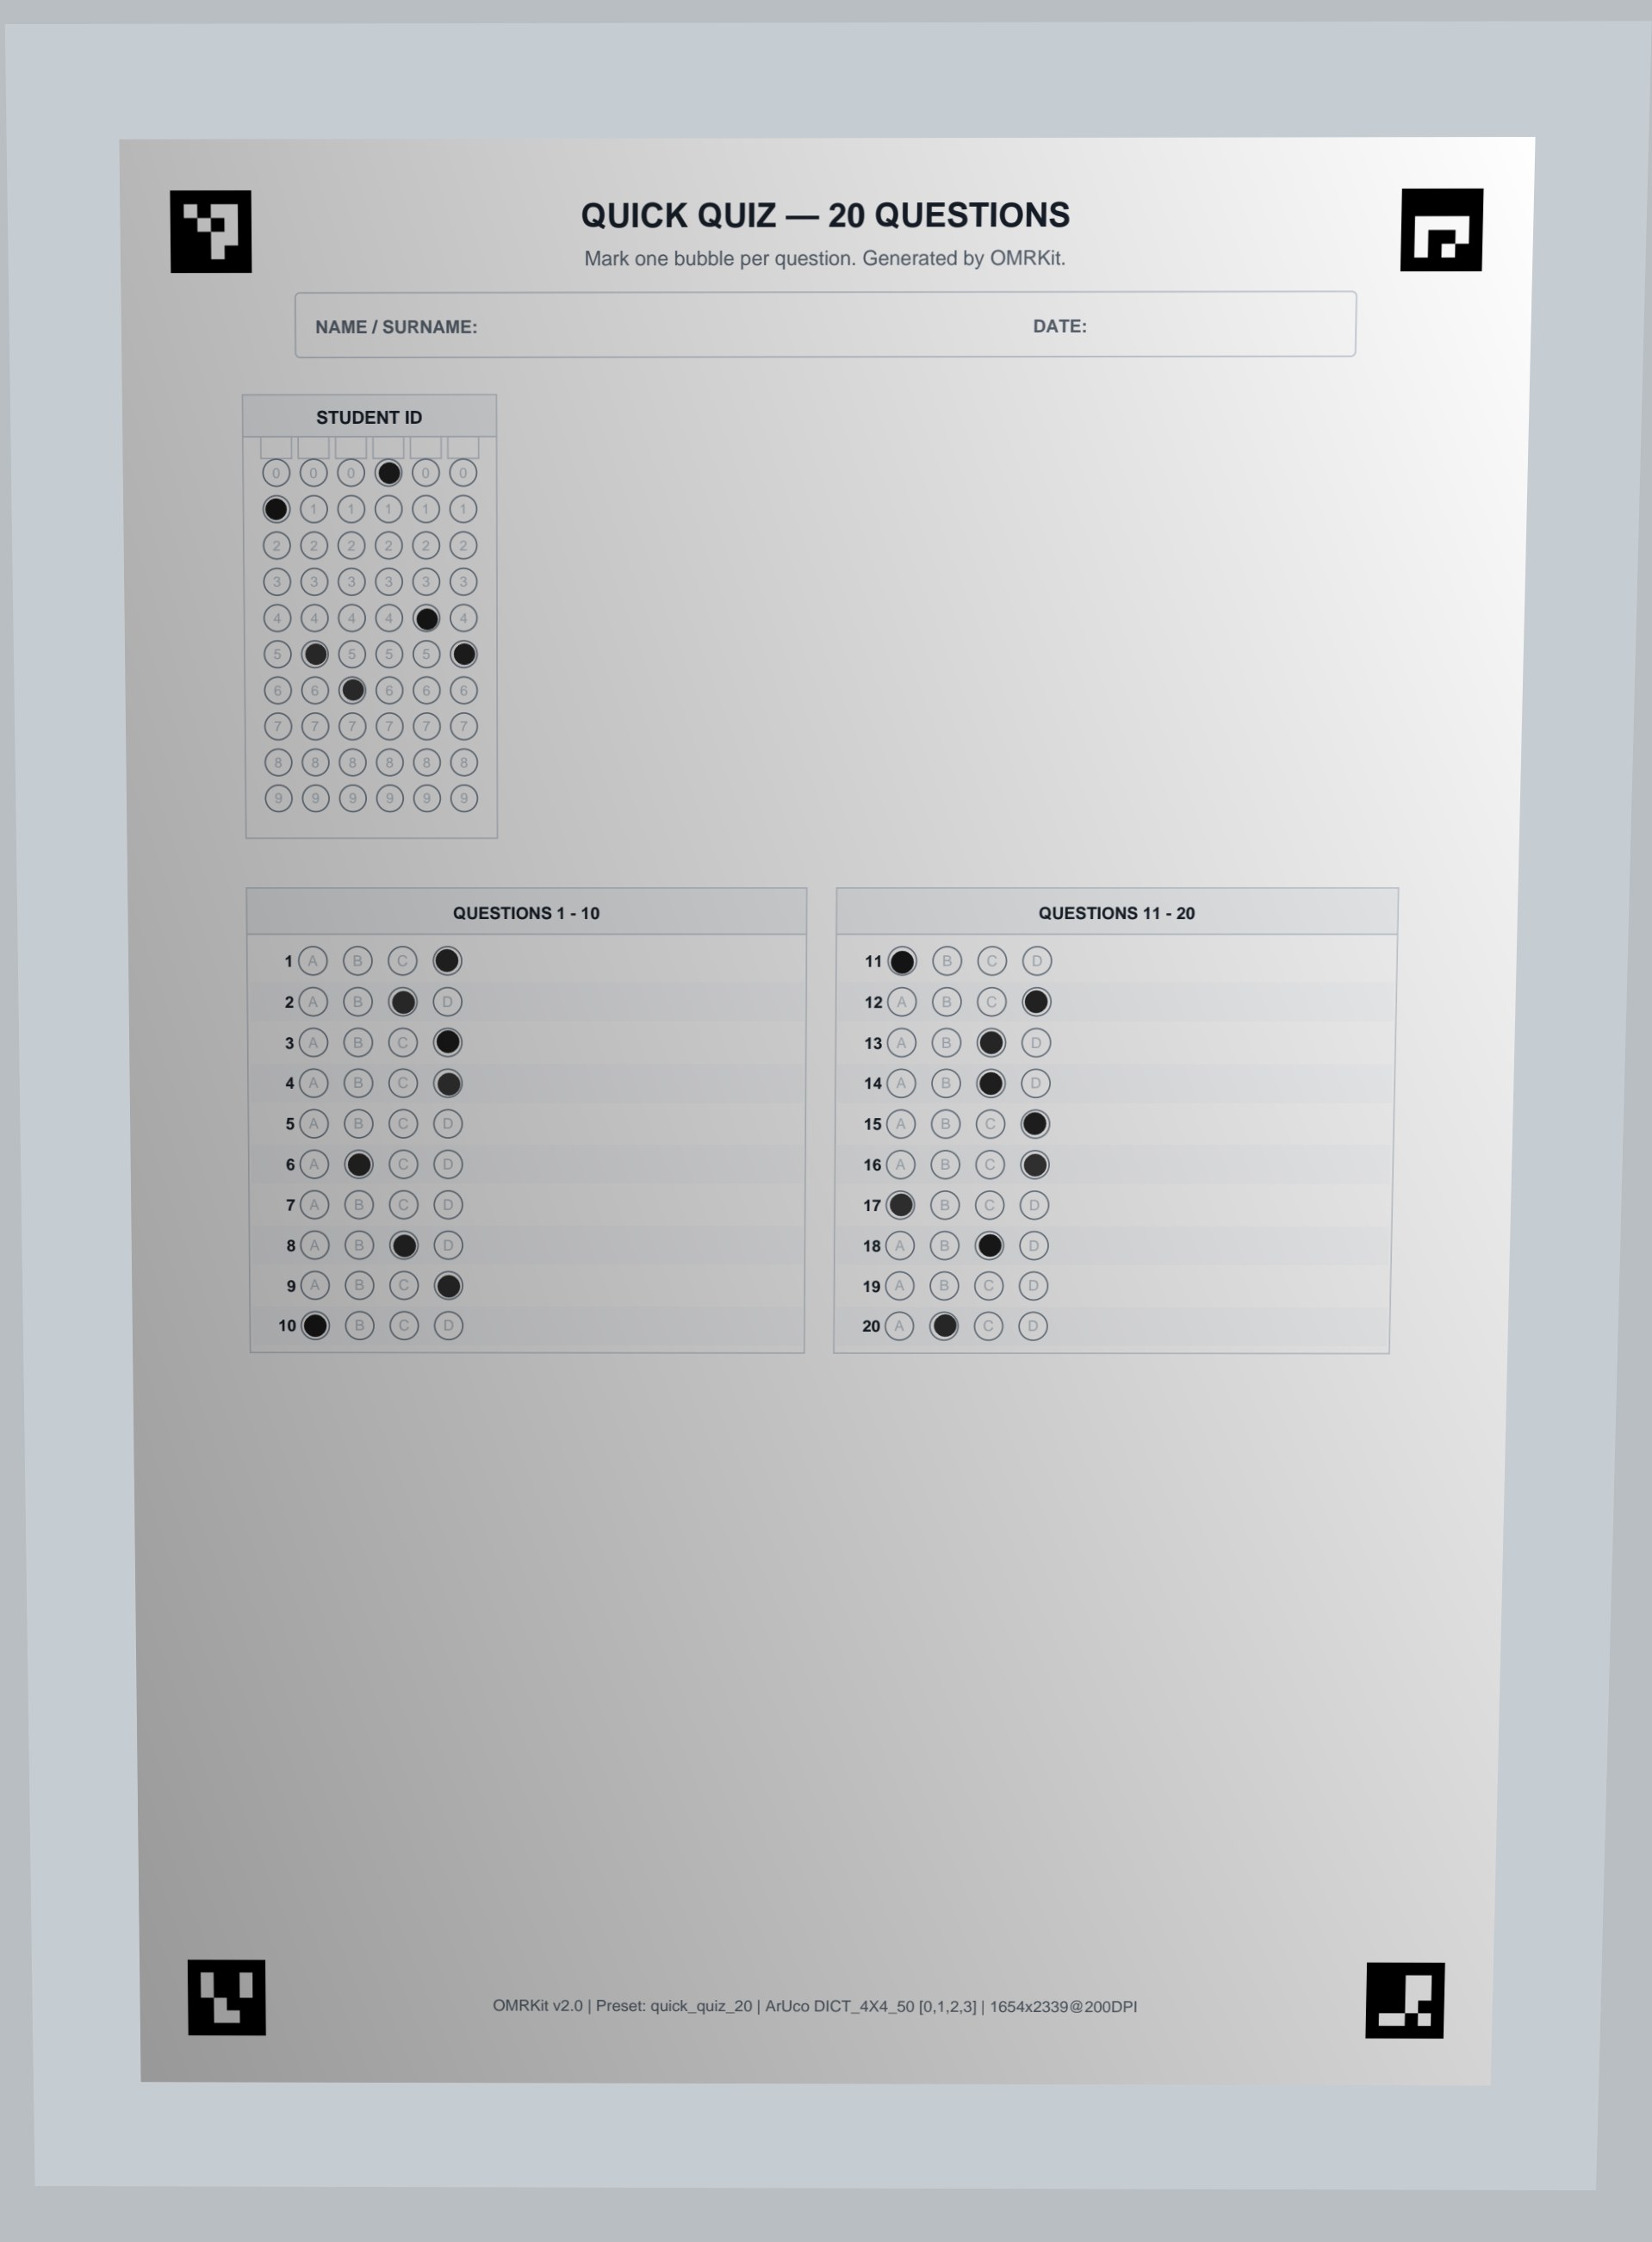 QUICK QUIZ — 20 QUESTIONS
Mark one bubble per question. Generated by OMRKit.
NAME / SURNAME: DATE:
STUDENT ID
0 0 0 0 0
1 1 1 1 1
2 2 2 2 2 2
3 3 3 3 3 3
4 4 4 4 4
5 5 5 5
6 6 6 6 6
7 7 7 7 7 7
8 8 8 8 8 8
9 9 9 9 9 9
QUESTIONS 1 - 10
1 A B C
2 A B D
3 A B C
4 A B C
5 A B C D
6 A C D
7 A B C D
8 A B D
9 A B C
10 B C D
QUESTIONS 11 - 20
11 B C D
12 A B C
13 A B D
14 A B D
15 A B C
16 A B C
17 B C D
18 A B D
19 A B C D
20 A C D
OMRKit v2.0 | Preset: quick_quiz_20 | ArUco DICT_4X4_50 [0,1,2,3] | 1654x2339@200DPI